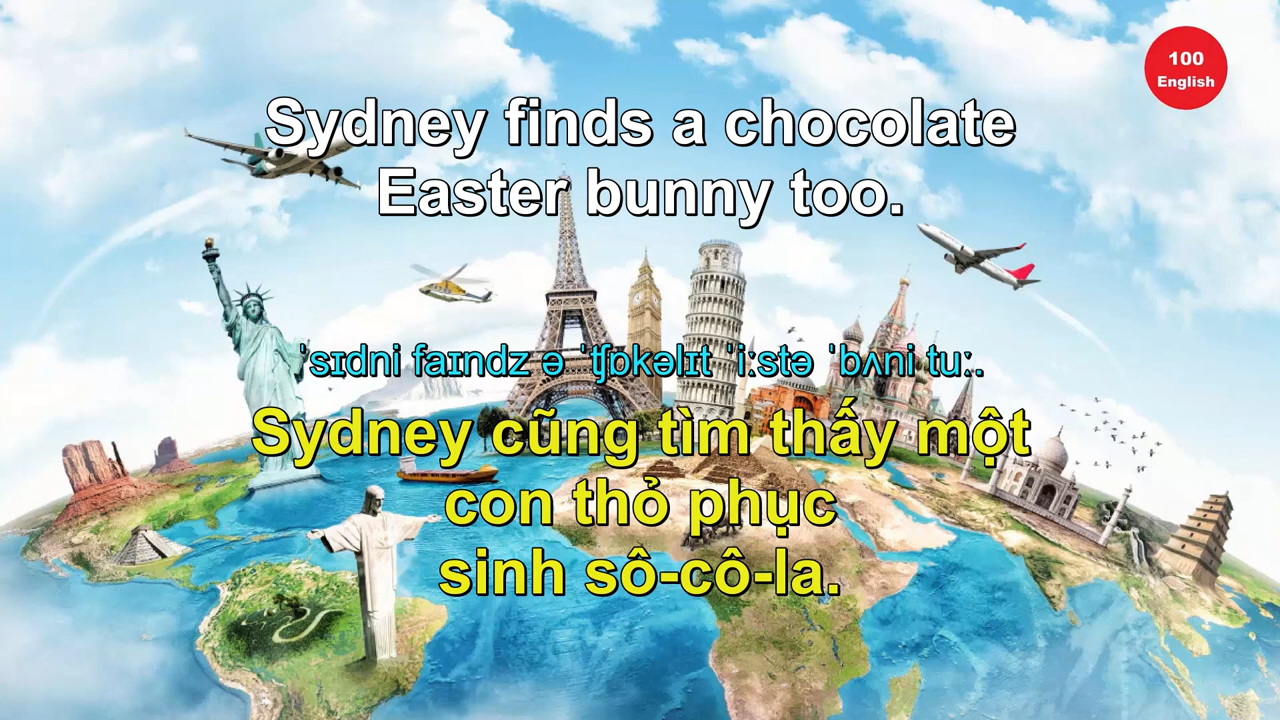 100
English
Sydney finds a chocolate
Easter bunny too.
ˈsɪdni faɪndz ə ˈʧɒkəlɪt ˈiːstə ˈbʌni tuː.
Sydney cũng tìm thấy một
con thỏ phục
sinh sô-cô-la.